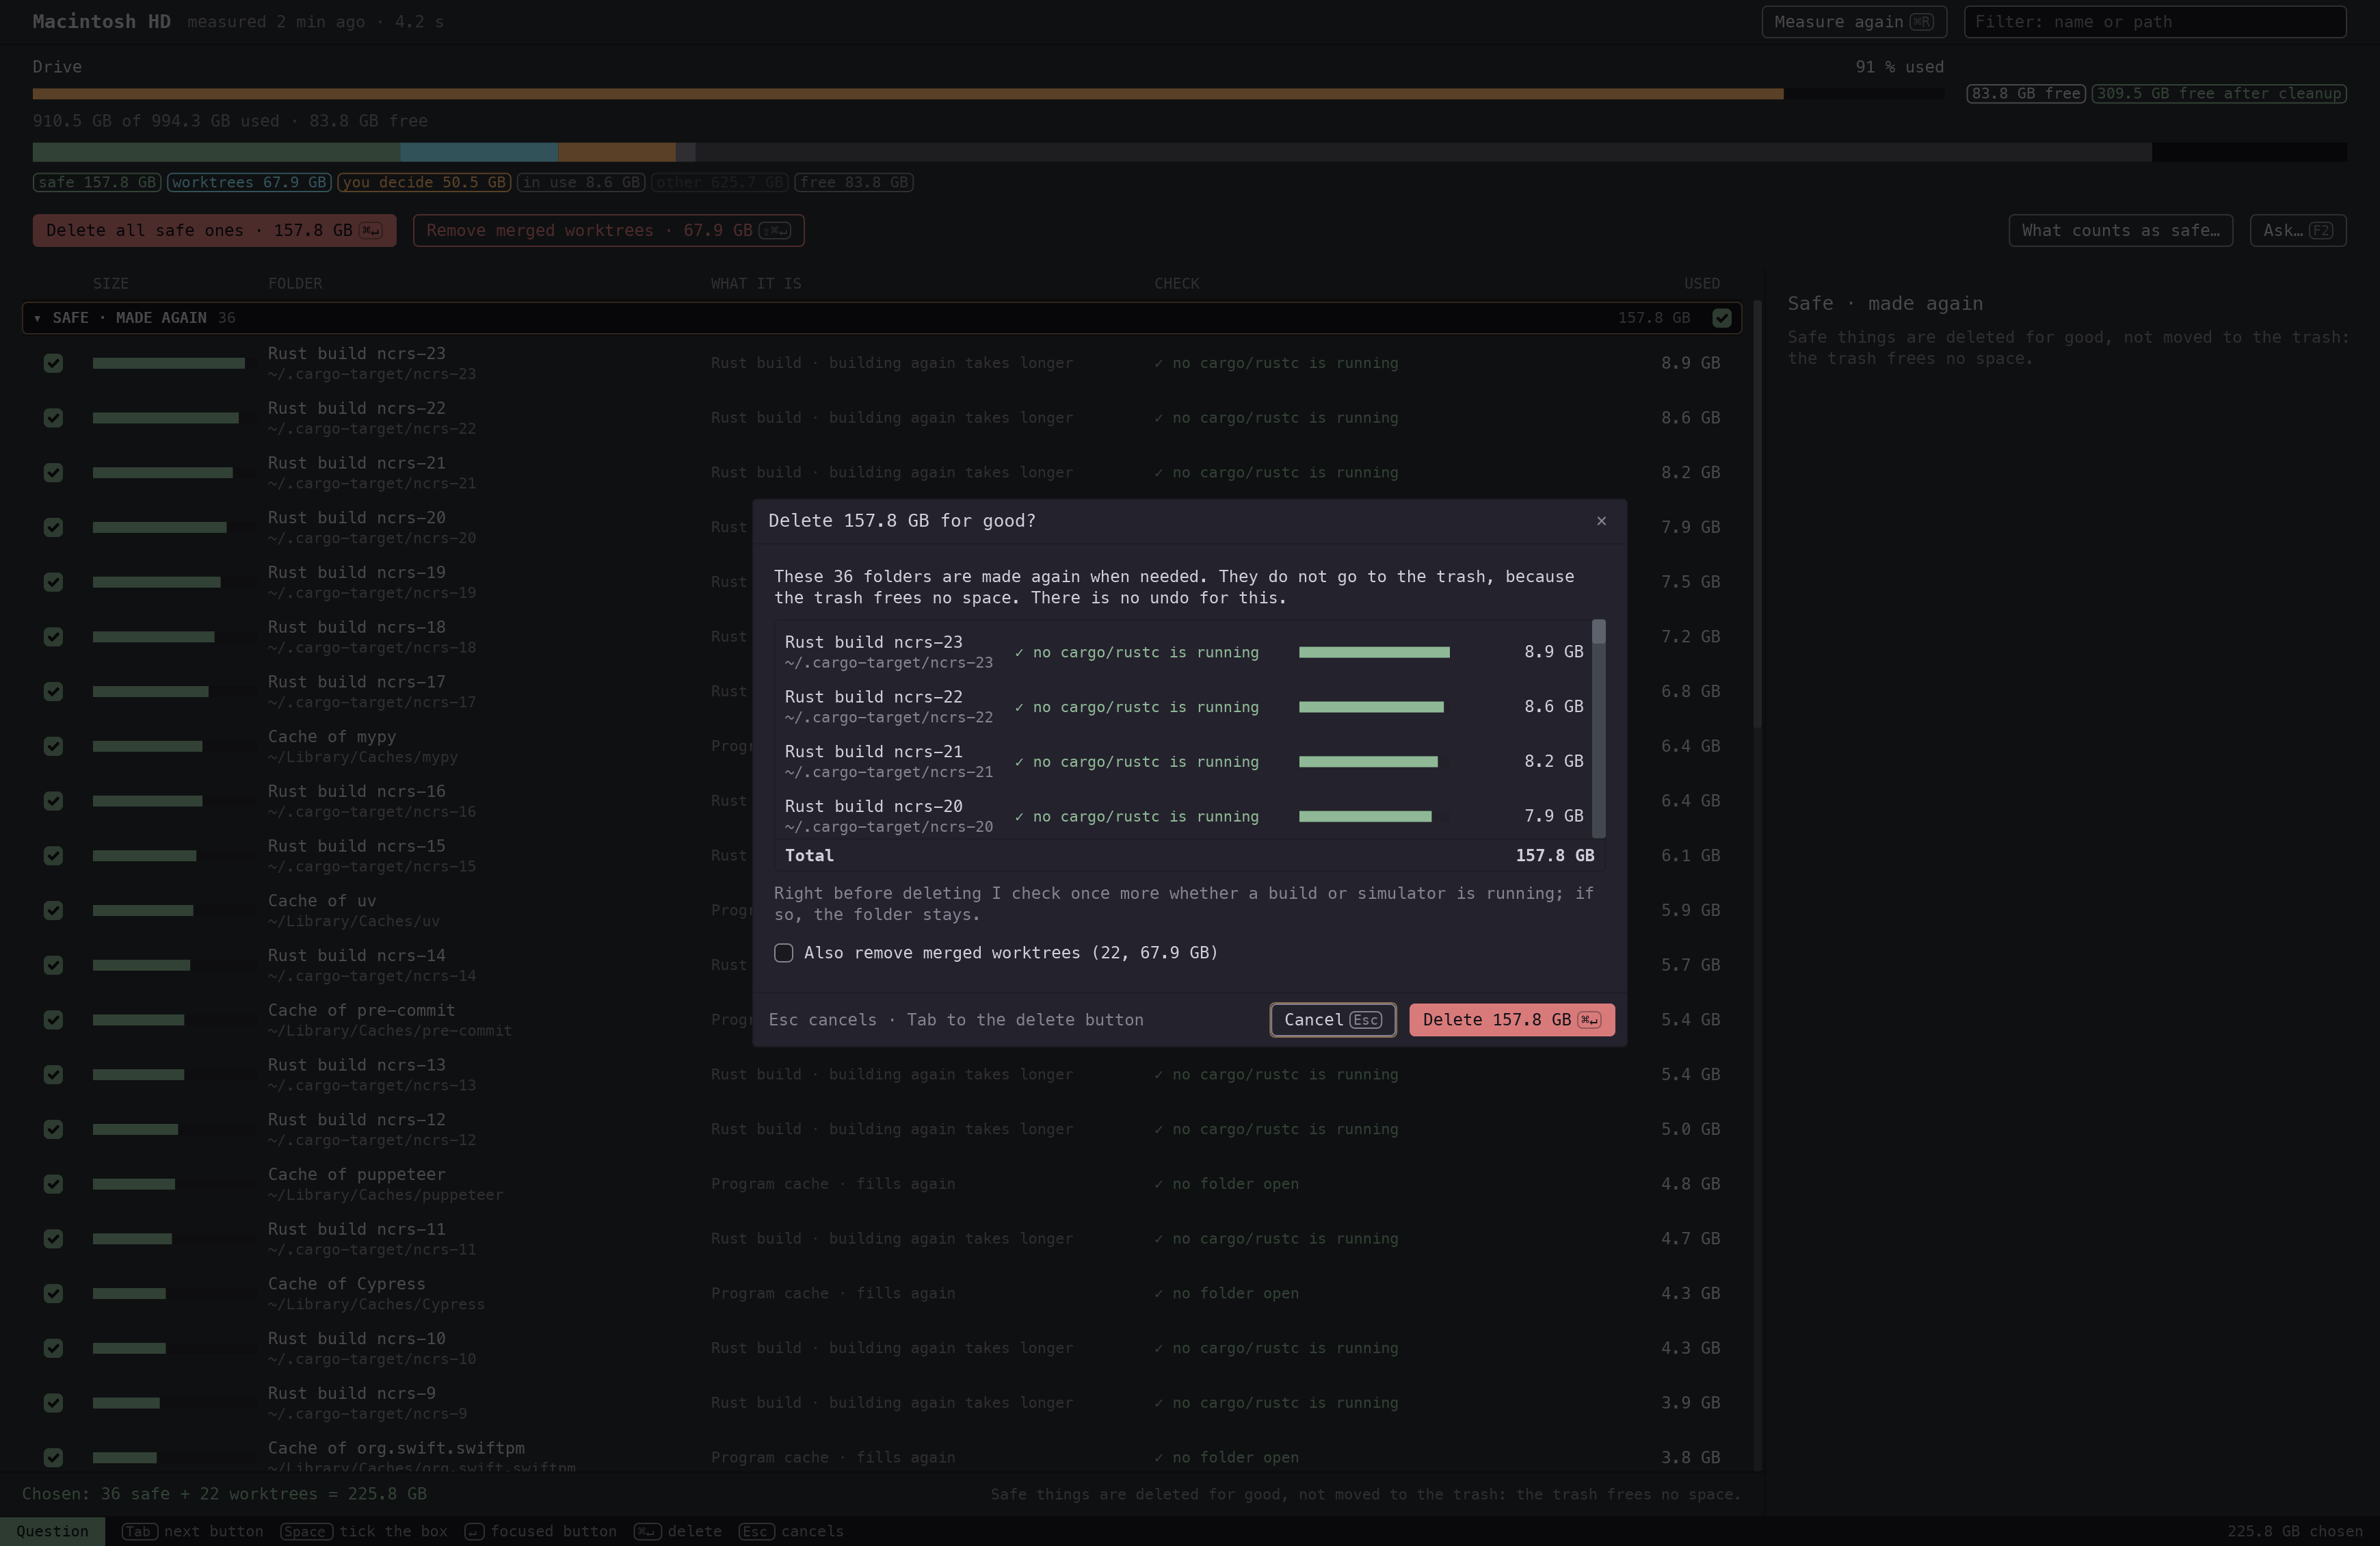 Macintosh HD measured 2 min ago · 4.2 s Measure again ⌘R Filter: name or path
Drive 91 % used
83.8 GB free 309.5 GB free after cleanup
910.5 GB of 994.3 GB used · 83.8 GB free
safe 157.8 GB worktrees 67.9 GB you decide 50.5 GB in use 8.6 GB other 625.7 GB free 83.8 GB
Delete all safe ones · 157.8 GB ⌘↵ Remove merged worktrees · 67.9 GB ⇧⌘↵ What counts as safe… Ask… F2
SIZE FOLDER WHAT IT IS CHECK USED
▾ SAFE · MADE AGAIN 36 157.8 GB
Rust build ncrs-23
~/.cargo-target/ncrs-23
Rust build · building again takes longer ✓ no cargo/rustc is running 8.9 GB
Rust build ncrs-22
~/.cargo-target/ncrs-22
Rust build · building again takes longer ✓ no cargo/rustc is running 8.6 GB
Rust build ncrs-21
~/.cargo-target/ncrs-21
Rust build · building again takes longer ✓ no cargo/rustc is running 8.2 GB
Rust build ncrs-20
~/.cargo-target/ncrs-20
Rust 7.9 GB
Rust build ncrs-19
~/.cargo-target/ncrs-19
Rust 7.5 GB
Rust build ncrs-18
~/.cargo-target/ncrs-18
Rust 7.2 GB
Rust build ncrs-17
~/.cargo-target/ncrs-17
Rust 6.8 GB
Cache of mypy
~/Library/Caches/mypy
Progr 6.4 GB
Rust build ncrs-16
~/.cargo-target/ncrs-16
Rust 6.4 GB
Rust build ncrs-15
~/.cargo-target/ncrs-15
Rust 6.1 GB
Cache of uv
~/Library/Caches/uv
Progr 5.9 GB
Rust build ncrs-14
~/.cargo-target/ncrs-14
Rust 5.7 GB
Cache of pre-commit
~/Library/Caches/pre-commit
Progr 5.4 GB
Rust build ncrs-13
~/.cargo-target/ncrs-13
Rust build · building again takes longer ✓ no cargo/rustc is running 5.4 GB
Rust build ncrs-12
~/.cargo-target/ncrs-12
Rust build · building again takes longer ✓ no cargo/rustc is running 5.0 GB
Cache of puppeteer
~/Library/Caches/puppeteer
Program cache · fills again ✓ no folder open 4.8 GB
Rust build ncrs-11
~/.cargo-target/ncrs-11
Rust build · building again takes longer ✓ no cargo/rustc is running 4.7 GB
Cache of Cypress
~/Library/Caches/Cypress
Program cache · fills again ✓ no folder open 4.3 GB
Rust build ncrs-10
~/.cargo-target/ncrs-10
Rust build · building again takes longer ✓ no cargo/rustc is running 4.3 GB
Rust build ncrs-9
~/.cargo-target/ncrs-9
Rust build · building again takes longer ✓ no cargo/rustc is running 3.9 GB
Cache of org.swift.swiftpm
~/Library/Caches/org.swift.swiftpm
Program cache · fills again ✓ no folder open 3.8 GB
Safe · made again
Safe things are deleted for good, not moved to the trash:
the trash frees no space.
Delete 157.8 GB for good? ×
These 36 folders are made again when needed. They do not go to the trash, because
the trash frees no space. There is no undo for this.
Rust build ncrs-23
~/.cargo-target/ncrs-23
✓ no cargo/rustc is running 8.9 GB
Rust build ncrs-22
~/.cargo-target/ncrs-22
✓ no cargo/rustc is running 8.6 GB
Rust build ncrs-21
~/.cargo-target/ncrs-21
✓ no cargo/rustc is running 8.2 GB
Rust build ncrs-20
~/.cargo-target/ncrs-20
✓ no cargo/rustc is running 7.9 GB
Total 157.8 GB
Right before deleting I check once more whether a build or simulator is running; if
so, the folder stays.
Also remove merged worktrees (22, 67.9 GB)
Esc cancels · Tab to the delete button Cancel Esc Delete 157.8 GB ⌘↵
Chosen: 36 safe + 22 worktrees = 225.8 GB Safe things are deleted for good, not moved to the trash: the trash frees no space.
Question Tab next button Space tick the box ↵ focused button ⌘↵ delete Esc cancels 225.8 GB chosen